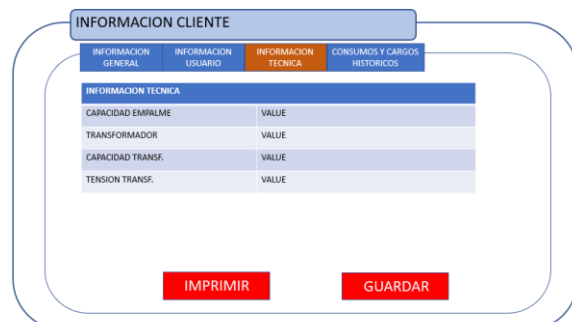 INFORMACION CLIENTE
INFORMACION GENERAL
INFORMACION USUARIO
INFORMACION TECNICA
CONSUMOS Y CARGOS HISTORICOS
INFORMACION TECNICA
CAPACIDAD EMPALME VALUE
TRANSFORMADOR VALUE
CAPACIDAD TRANSF. VALUE
TENSION TRANSF. VALUE
IMPRIMIR GUARDAR